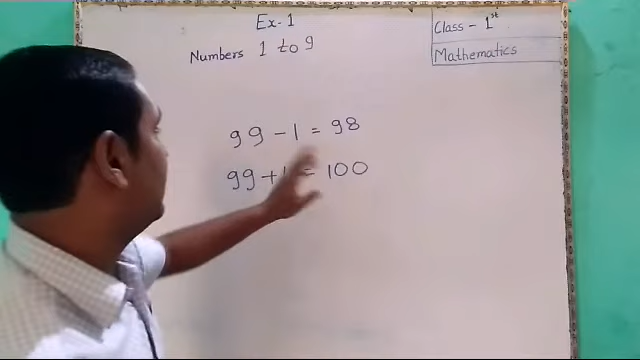 Ex-1
Numbers 1 to 9
Class - 1st
Mathematics
99 - 1 = 98
99 + 1 = 100